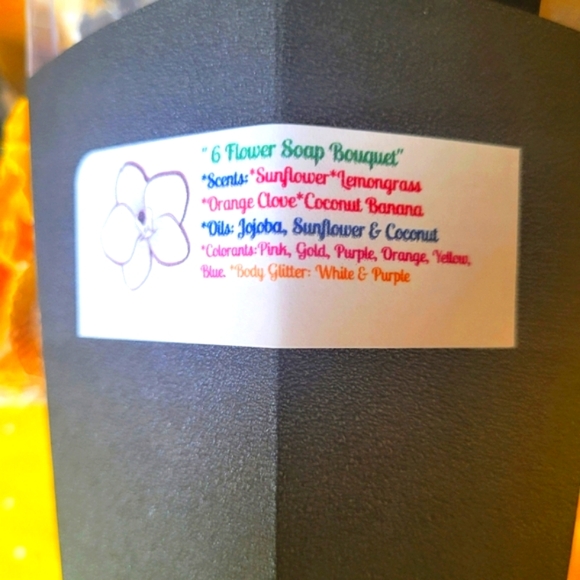 "6 Flower Soap Bouquet"
*Scents:*Sunflower*Lemongrass
*Orange Clove*Coconut Banana
*Oils: Jojoba, Sunflower & Coconut
*Colorants:Pink, Gold, Purple, Orange, Yellow,
Blue. *Body Glitter: White & Purple